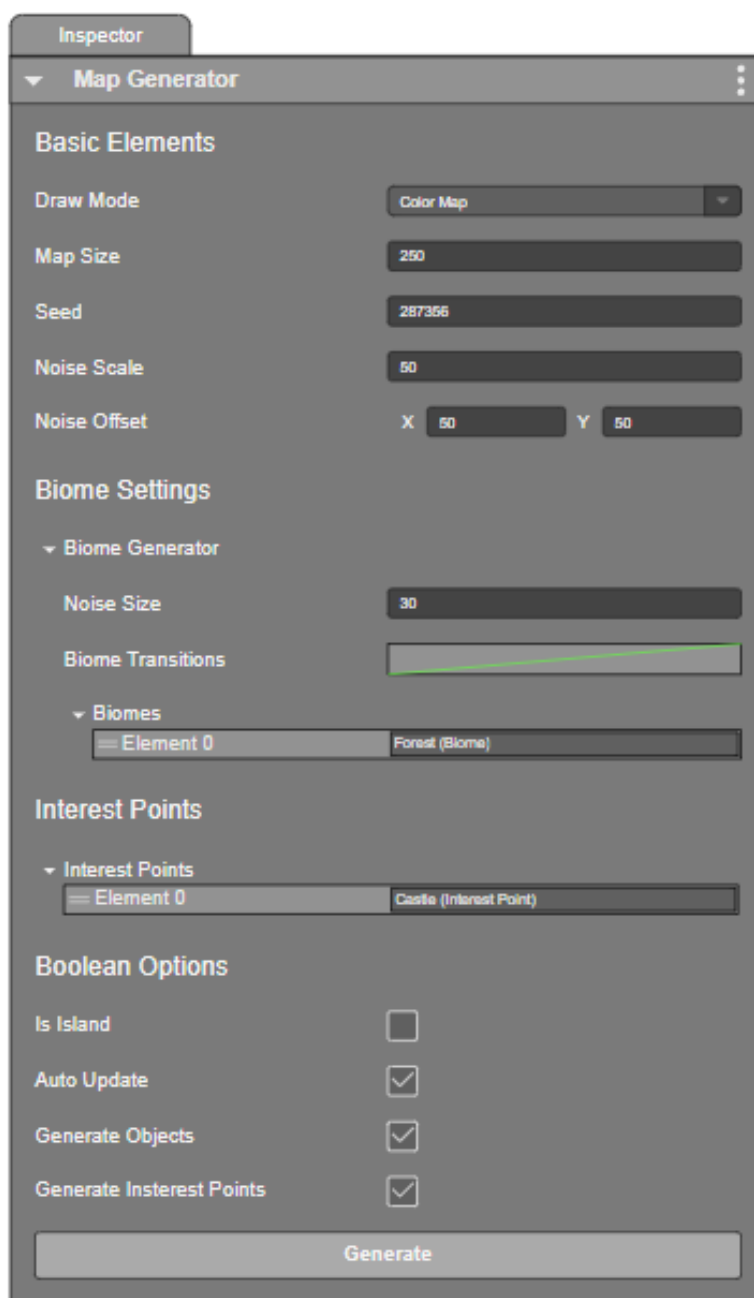 Inspector
Map Generator
Basic Elements
Draw Mode Color Map
Map Size 250
Seed 287356
Noise Scale 50
Noise Offset X 50 Y 50
Biome Settings
Biome Generator
Noise Size 30
Biome Transitions
Biomes
Element 0 Forest (Biome)
Interest Points
Interest Points
Element 0 Castle (Interest Point)
Boolean Options
Is Island
Auto Update
Generate Objects
Generate Insterest Points
Generate